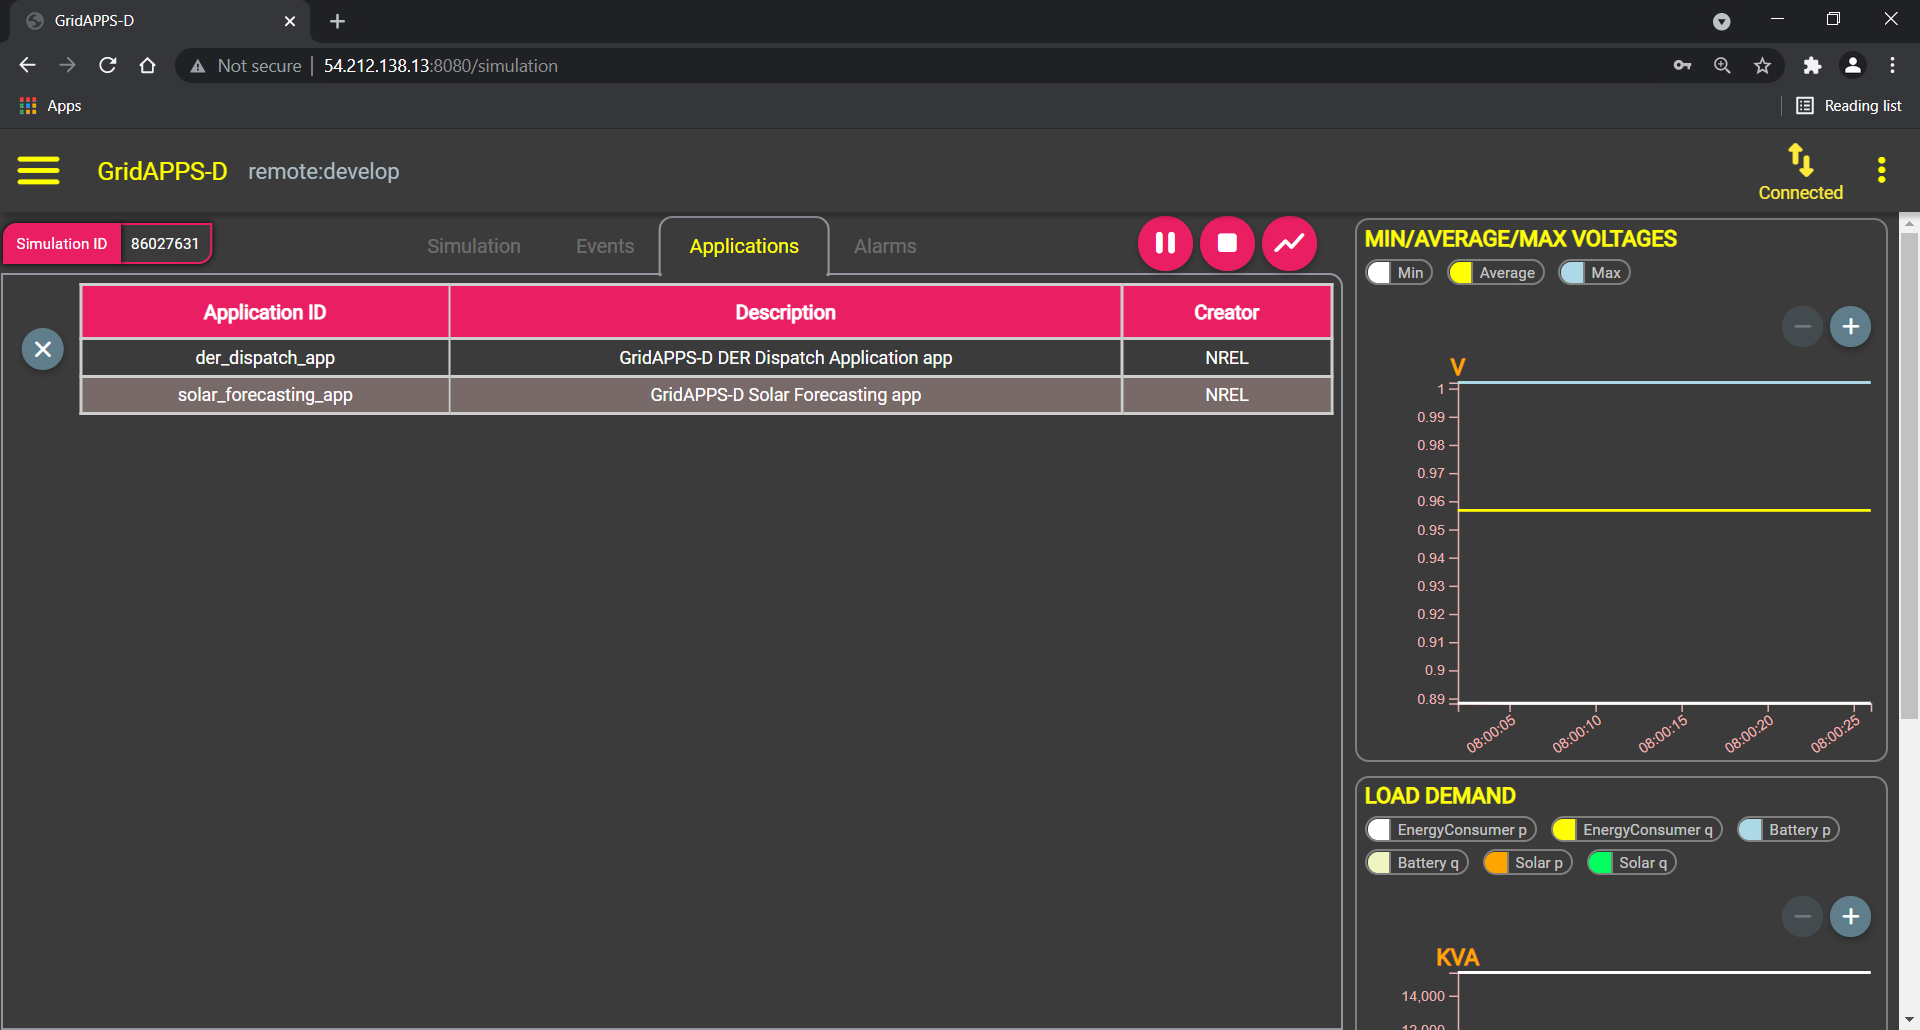 GridAPPS-D
Not secure 54.212.138.13:8080/simulation
Apps
Reading list
GridAPPS-D remote:develop
Connected
Simulation ID 86027631
Simulation Events Applications Alarms
Application ID Description Creator
der_dispatch_app GridAPPS-D DER Dispatch Application app NREL
solar_forecasting_app GridAPPS-D Solar Forecasting app NREL
MIN/AVERAGE/MAX VOLTAGES
Min Average Max
V
1
0.99
0.98
0.97
0.96
0.95
0.94
0.93
0.92
0.91
0.9
0.89
08:00:05 08:00:10 08:00:15 08:00:20 08:00:25
LOAD DEMAND
EnergyConsumer p EnergyConsumer q Battery p
Battery q Solar p Solar q
KVA
14,000